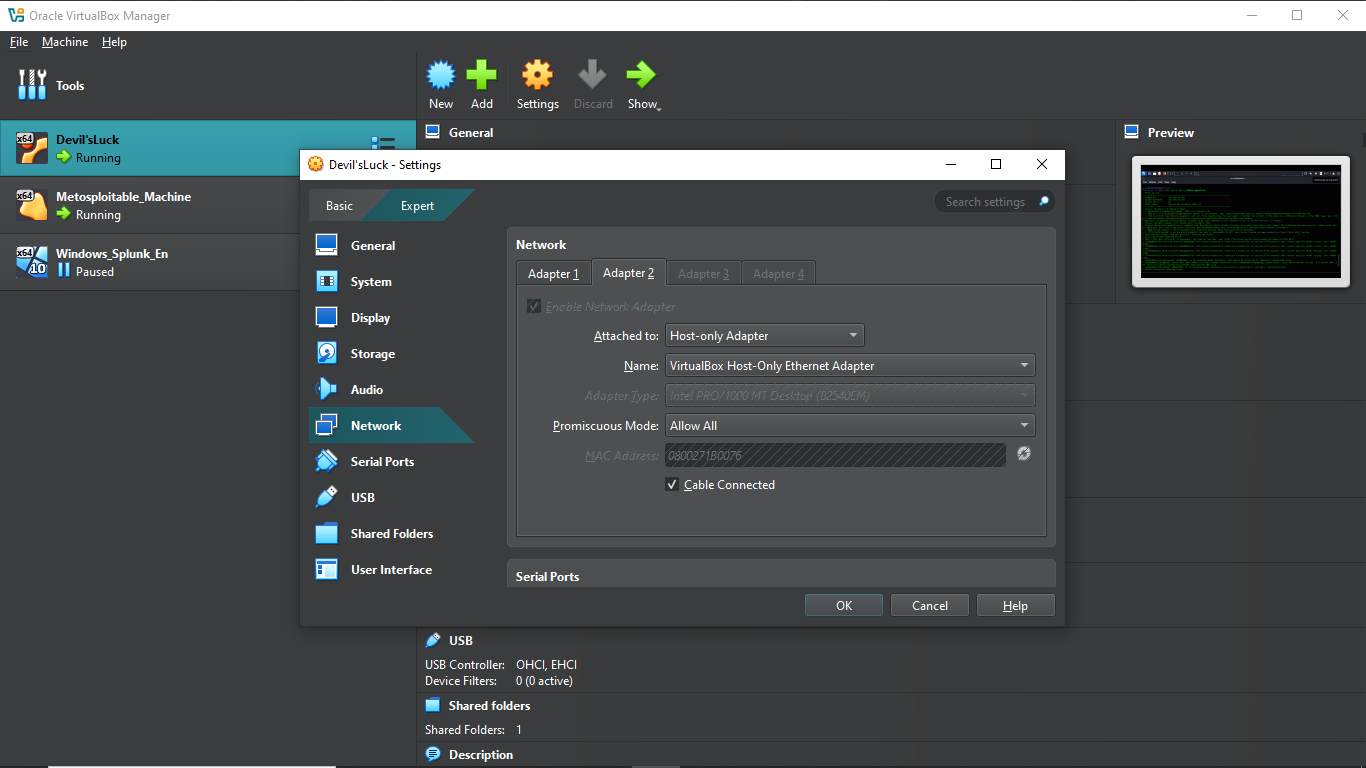 Oracle VirtualBox Manager
File Machine Help
Tools
New Add Settings Discard Show
x64 Devil'sLuck
Running
x64 Metosploitable_Machine
Running
x64 Windows_Splunk_En
10 Paused
General
Preview
Devil'sLuck - Settings
Basic Expert
Search settings
General
System
Display
Storage
Audio
Network
Serial Ports
USB
Shared Folders
User Interface
Network
Adapter 1 Adapter 2 Adapter 3 Adapter 4
Enable Network Adapter
Attached to: Host-only Adapter
Name: VirtualBox Host-Only Ethernet Adapter
Adapter Type: Intel PRO/1000 MT Desktop (82540EM)
Promiscuous Mode: Allow All
MAC Address: 0800271B0076
Cable Connected
Serial Ports
OK Cancel Help
USB
USB Controller: OHCI, EHCI
Device Filters: 0 (0 active)
Shared folders
Shared Folders: 1
Description